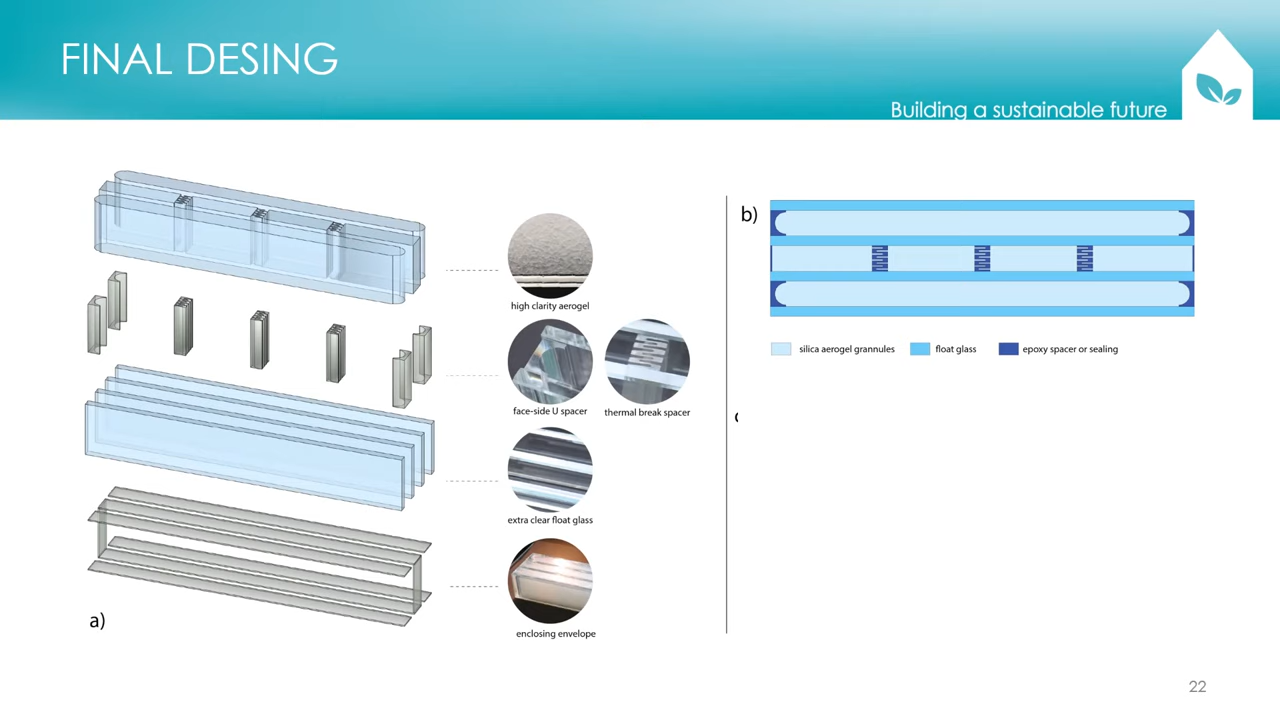 FINAL DESING
Building a sustainable future
high clarity aerogel
face-side U spacer
thermal break spacer
extra clear float glass
enclosing envelope
a)
b)
silica aerogel grannules
float glass
epoxy spacer or sealing
22